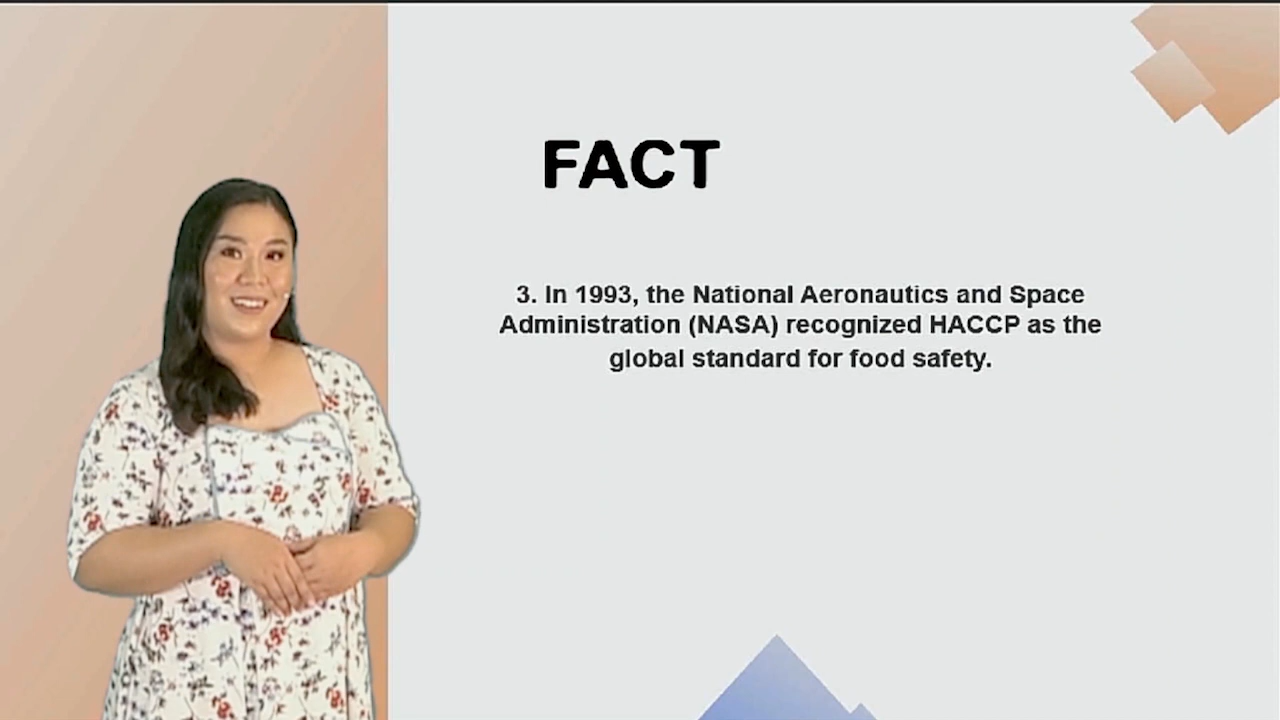 FACT
3. In 1993, the National Aeronautics and Space
Administration (NASA) recognized HACCP as the
global standard for food safety.